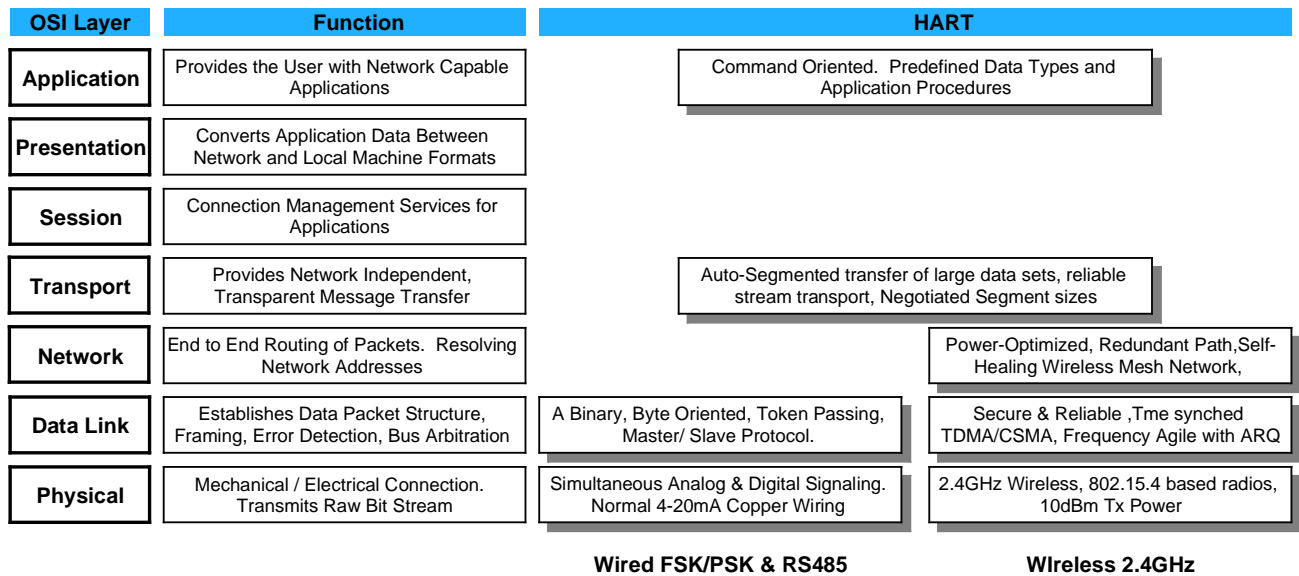 OSI Layer
Function
HART
Application
Provides the User with Network Capable
Applications
Command Oriented. Predefined Data Types and
Application Procedures
Presentation
Converts Application Data Between
Network and Local Machine Formats
Session
Connection Management Services for
Applications
Transport
Provides Network Independent,
Transparent Message Transfer
Auto-Segmented transfer of large data sets, reliable
stream transport, Negotiated Segment sizes
Network
End to End Routing of Packets. Resolving
Network Addresses
Power-Optimized, Redundant Path,Self-
Healing Wireless Mesh Network,
Data Link
Establishes Data Packet Structure,
Framing, Error Detection, Bus Arbitration
A Binary, Byte Oriented, Token Passing,
Master/ Slave Protocol.
Secure & Reliable ,Tme synched
TDMA/CSMA, Frequency Agile with ARQ
Physical
Mechanical / Electrical Connection.
Transmits Raw Bit Stream
Simultaneous Analog & Digital Signaling.
Normal 4-20mA Copper Wiring
2.4GHz Wireless, 802.15.4 based radios,
10dBm Tx Power
Wired FSK/PSK & RS485
WIreless 2.4GHz